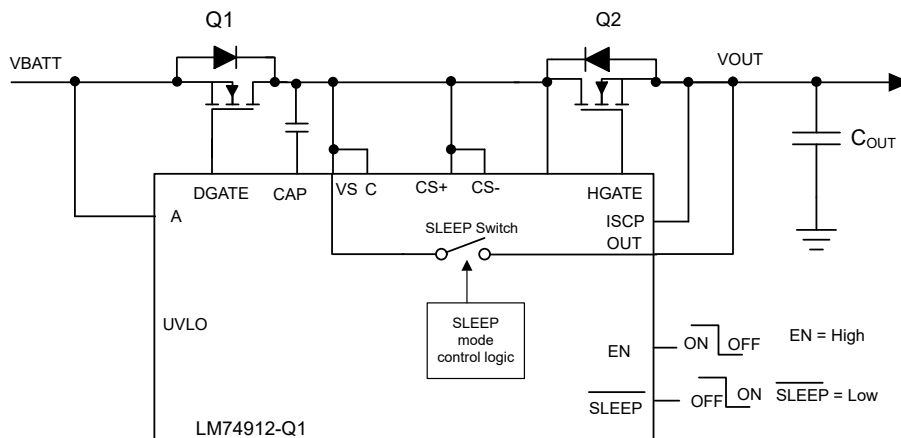 Q1
Q2
VBATT
VOUT
C_OUT
DGATE
CAP
VS C
CS+
CS-
HGATE
A
ISCP
SLEEP Switch
OUT
UVLO
SLEEP
mode
control logic
EN
ON OFF
EN = High
SLEEP
OFF ON
SLEEP = Low
LM74912-Q1